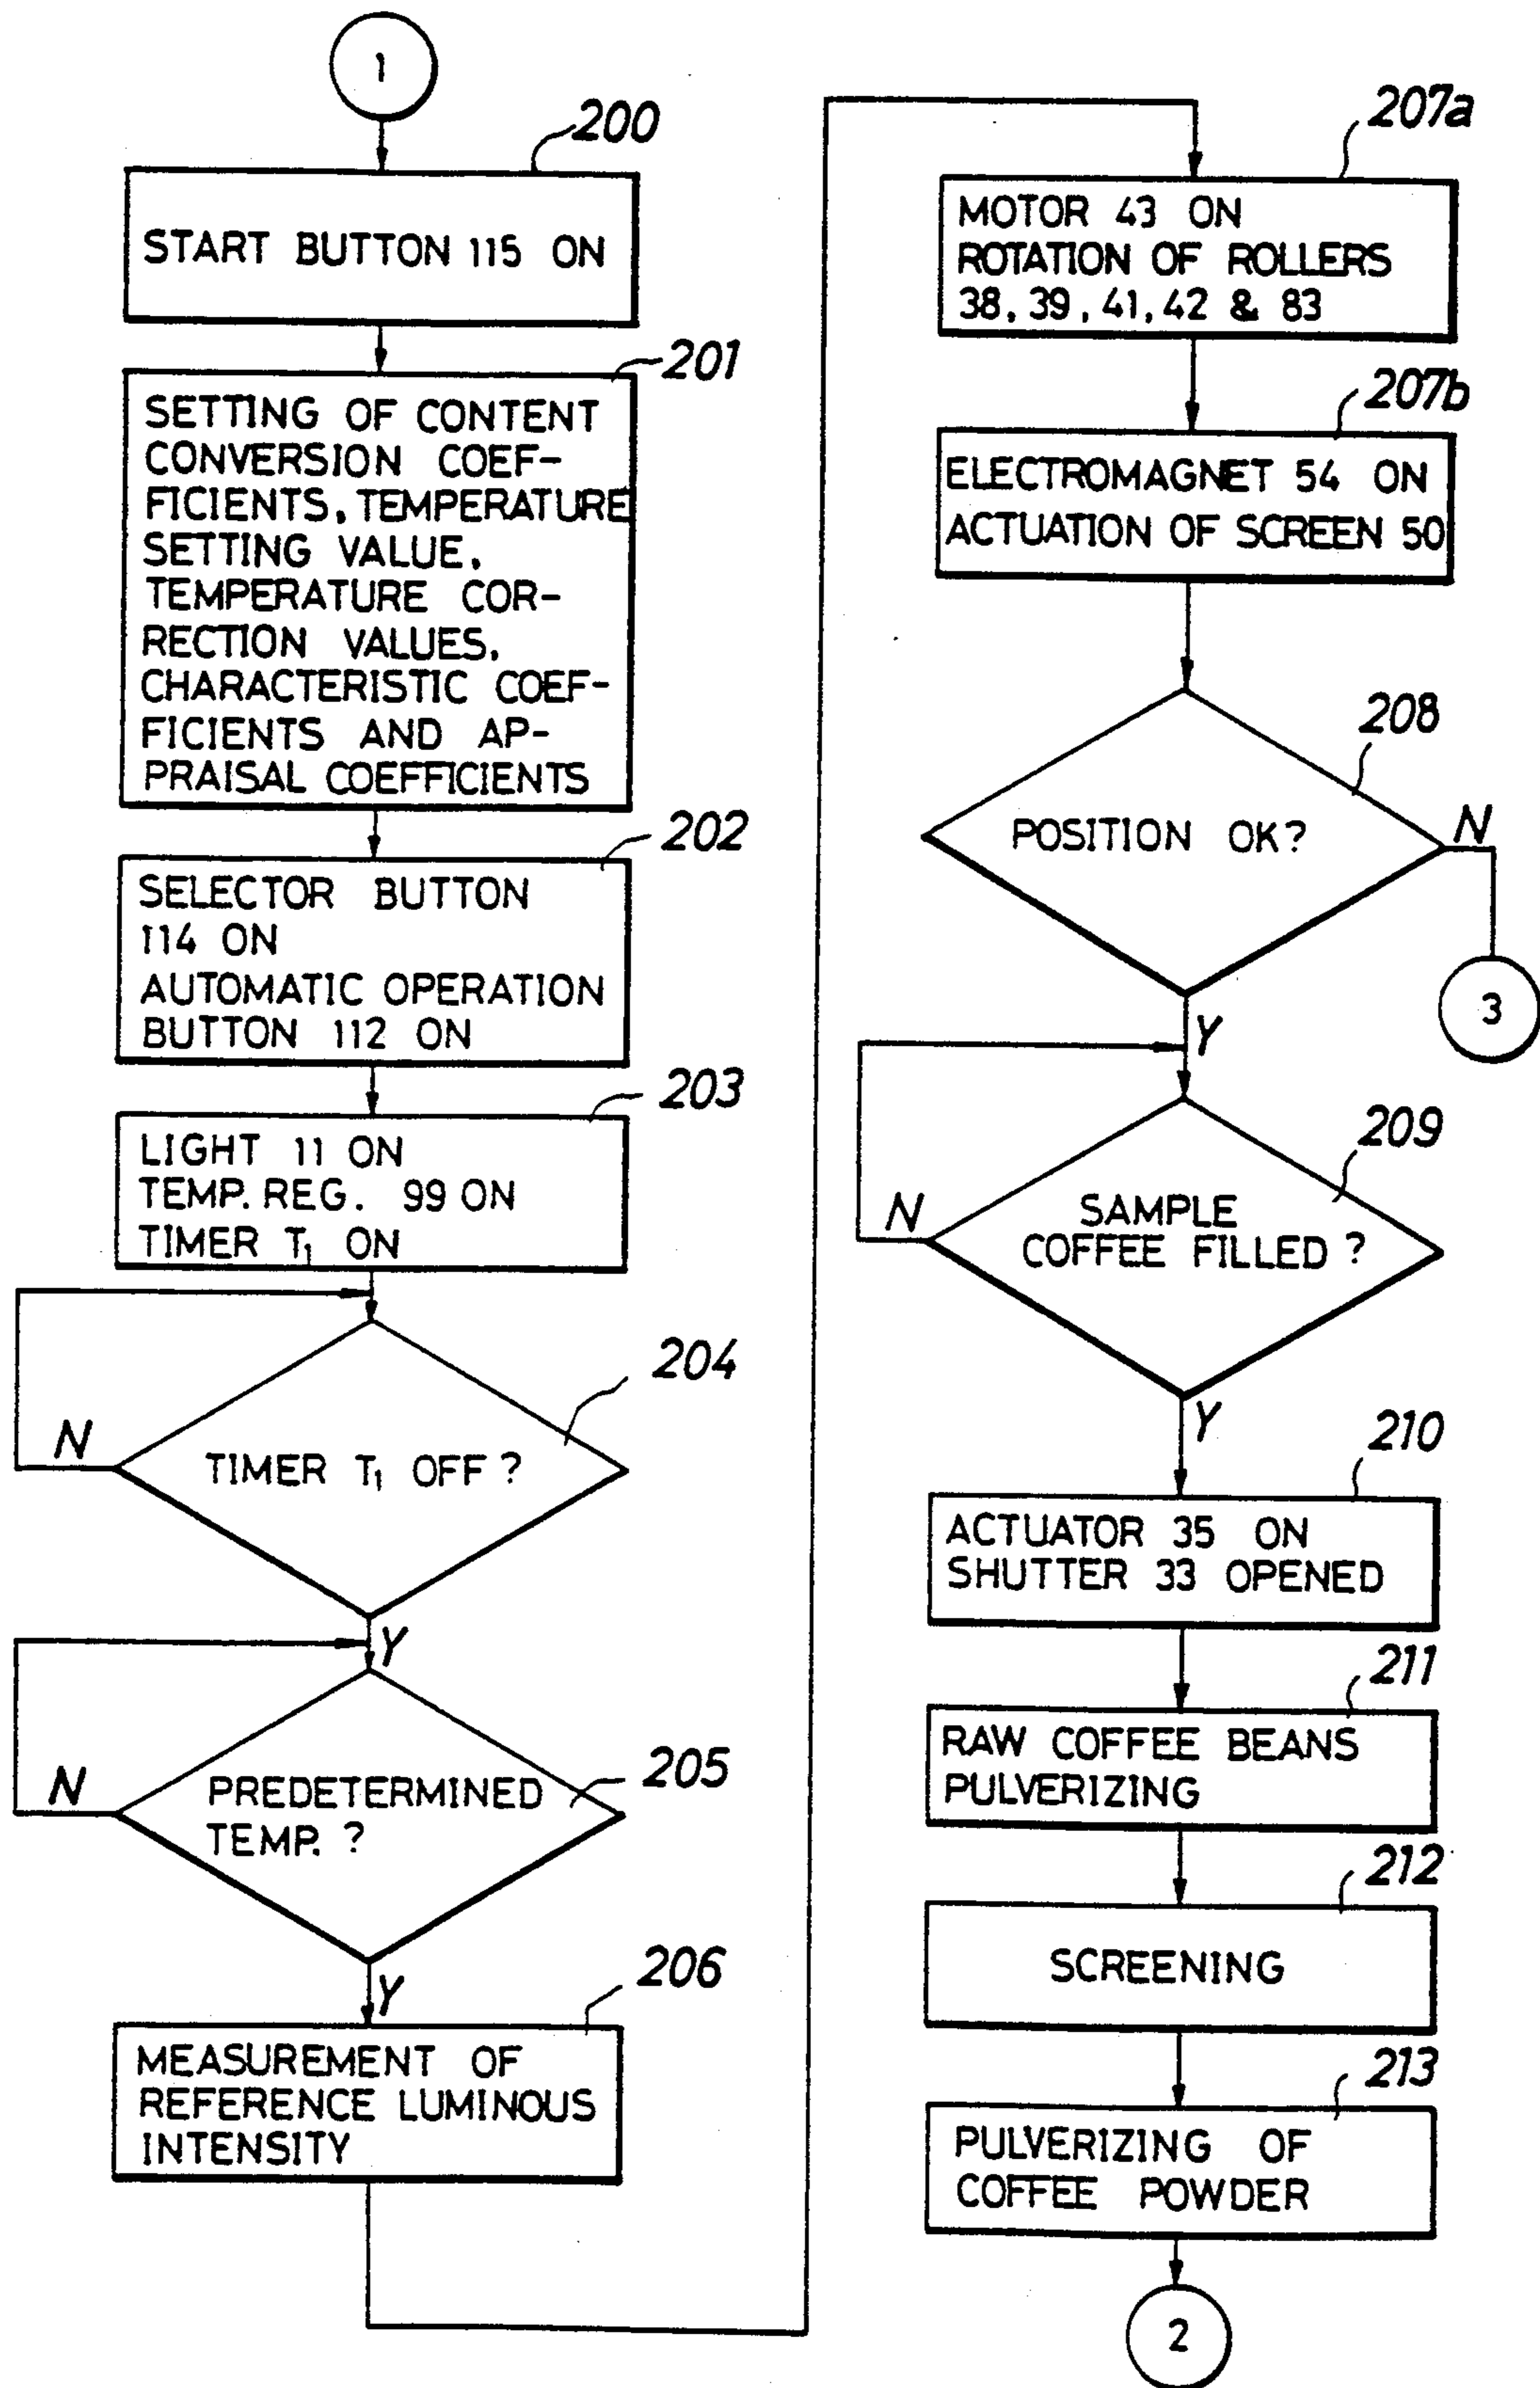 1
200
START BUTTON 115 ON
201
SETTING OF CONTENT
CONVERSION COEF-
FICIENTS, TEMPERATURE
SETTING VALUE,
TEMPERATURE COR-
RECTION VALUES,
CHARACTERISTIC COEF-
FICIENTS AND AP-
PRAISAL COEFFICIENTS
202
SELECTOR BUTTON
114 ON
AUTOMATIC OPERATION
BUTTON 112 ON
203
LIGHT 11 ON
TEMP. REG. 99 ON
TIMER T1 ON
204
N
TIMER T1 OFF ?
Y
205
N
PREDETERMINED
TEMP. ?
Y
206
MEASUREMENT OF
REFERENCE LUMINOUS
INTENSITY
207a
MOTOR 43 ON
ROTATION OF ROLLERS
38, 39, 41, 42 & 83
207b
ELECTROMAGNET 54 ON
ACTUATION OF SCREEN 50
208
POSITION OK?
N
3
Y
209
N
SAMPLE
COFFEE FILLED ?
Y
210
ACTUATOR 35 ON
SHUTTER 33 OPENED
211
RAW COFFEE BEANS
PULVERIZING
212
SCREENING
213
PULVERIZING OF
COFFEE POWDER
2